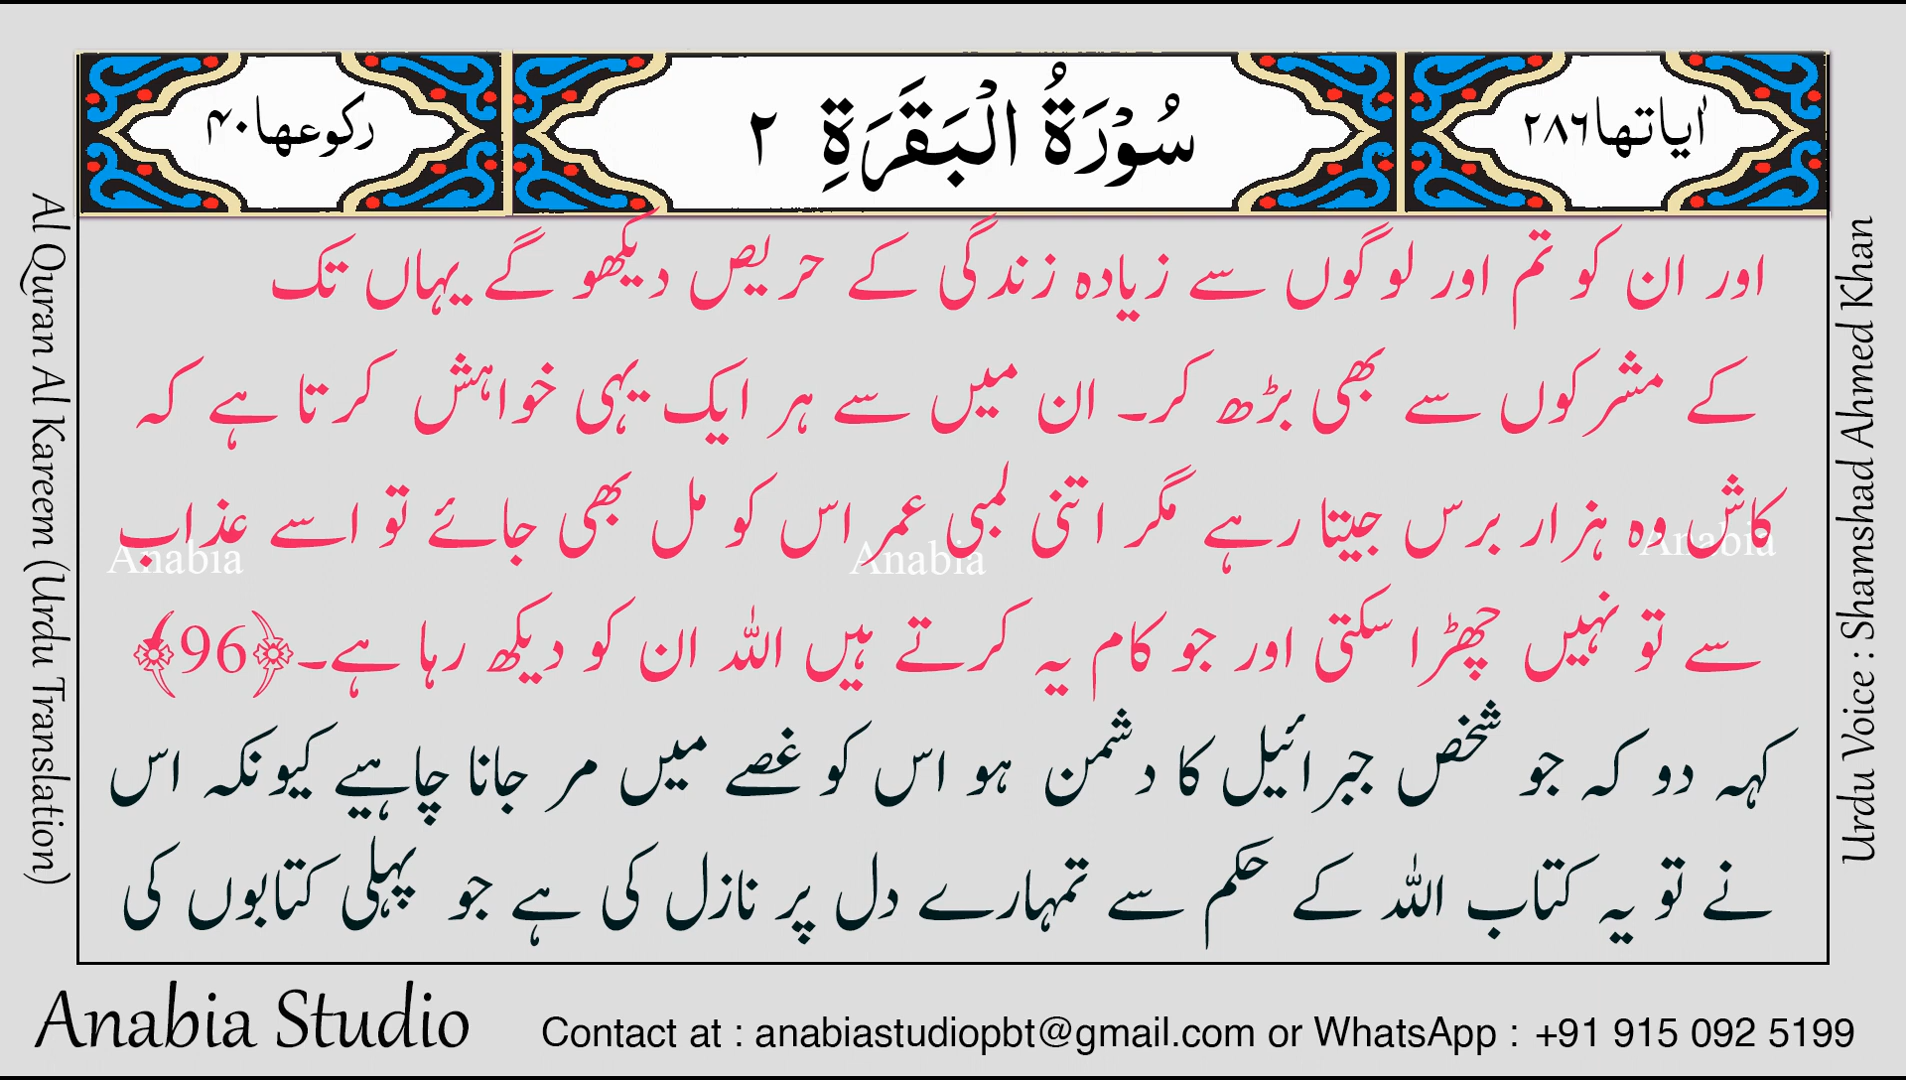 اٰیاتھا۲۸۶
سُوْرَةُ الْبَقَرَةِ ۲
رکوعھا۴۰
اور ان کو تم اور لوگوں سے زیادہ زندگی کے حریص دیکھو گے یہاں تک
کے مشرکوں سے بھی بڑھ کر۔ ان میں سے ہر ایک یہی خواہش کرتا ہے کہ
کاش وہ ہزار برس جیتا رہے مگر اتنی لمبی عمر اس کو مل بھی جائے تو اسے عذاب
سے تو نہیں چھڑا سکتی اور جو کام یہ کرتے ہیں اللہ ان کو دیکھ رہا ہے۔﴿96﴾
کہہ دو کہ جو شخص جبرائیل کا دشمن ہو اس کو غصے میں مر جانا چاہیے کیونکہ اس
نے تو یہ کتاب اللہ کے حکم سے تمہارے دل پر نازل کی ہے جو پہلی کتابوں کی
Al Quran Al Kareem (Urdu Translation)
Urdu Voice : Shamshad Ahmed Khan
Anabia
Anabia
Anabia
Anabia Studio
Contact at : anabiastudiopbt@gmail.com or WhatsApp : +91 915 092 5199